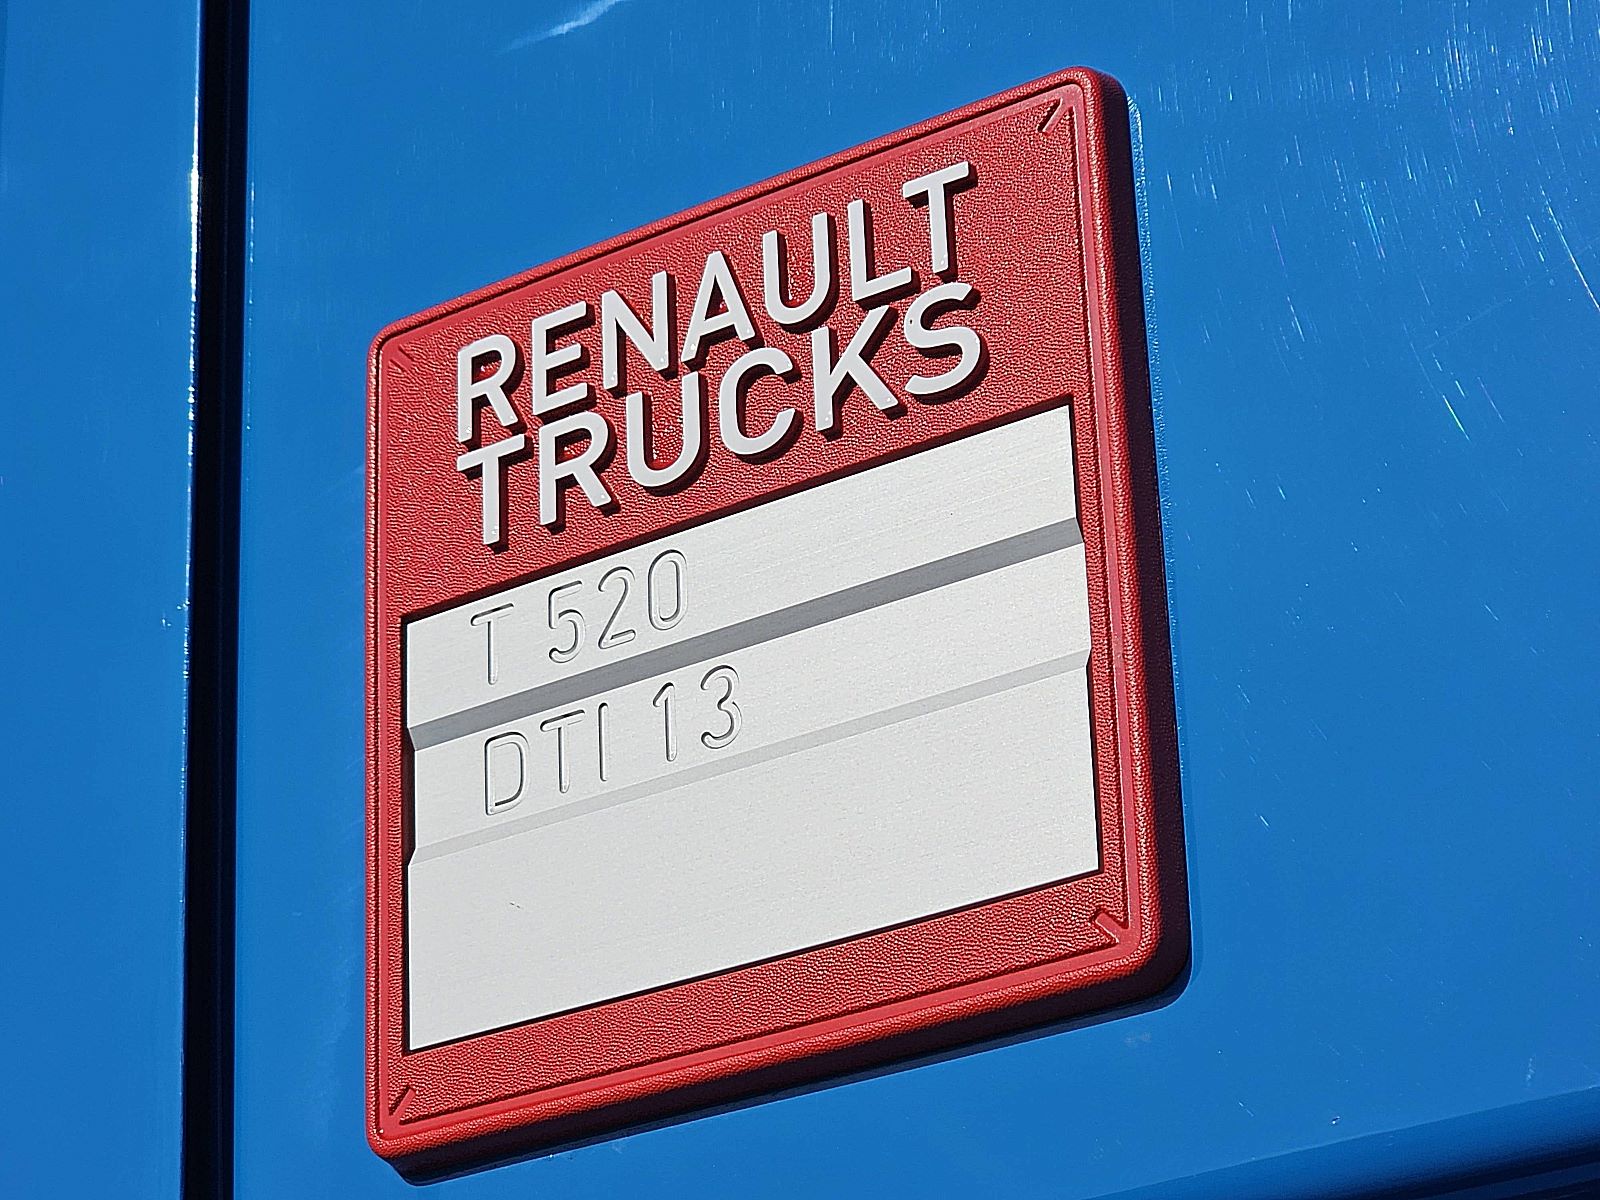 RENAULT
TRUCKS
T 520
DTI 13